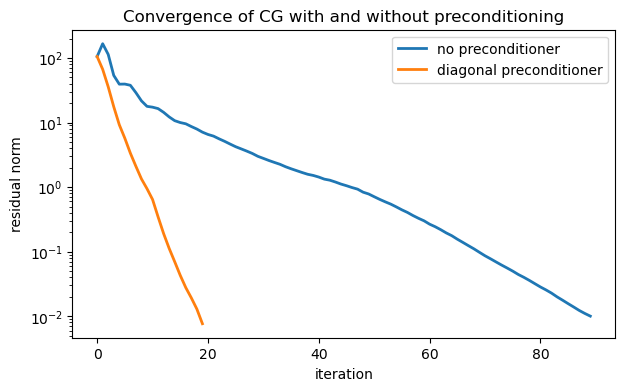 Convergence of CG with and without preconditioning
no preconditioner
diagonal preconditioner
residual norm
10²
10¹
10⁰
10⁻¹
10⁻²
0 20 40 60 80
iteration